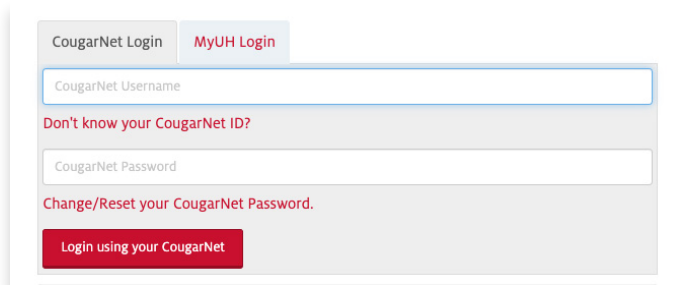 CougarNet Login
MyUH Login
CougarNet Username
Don't know your CougarNet ID?
CougarNet Password
Change/Reset your CougarNet Password.
Login using your CougarNet